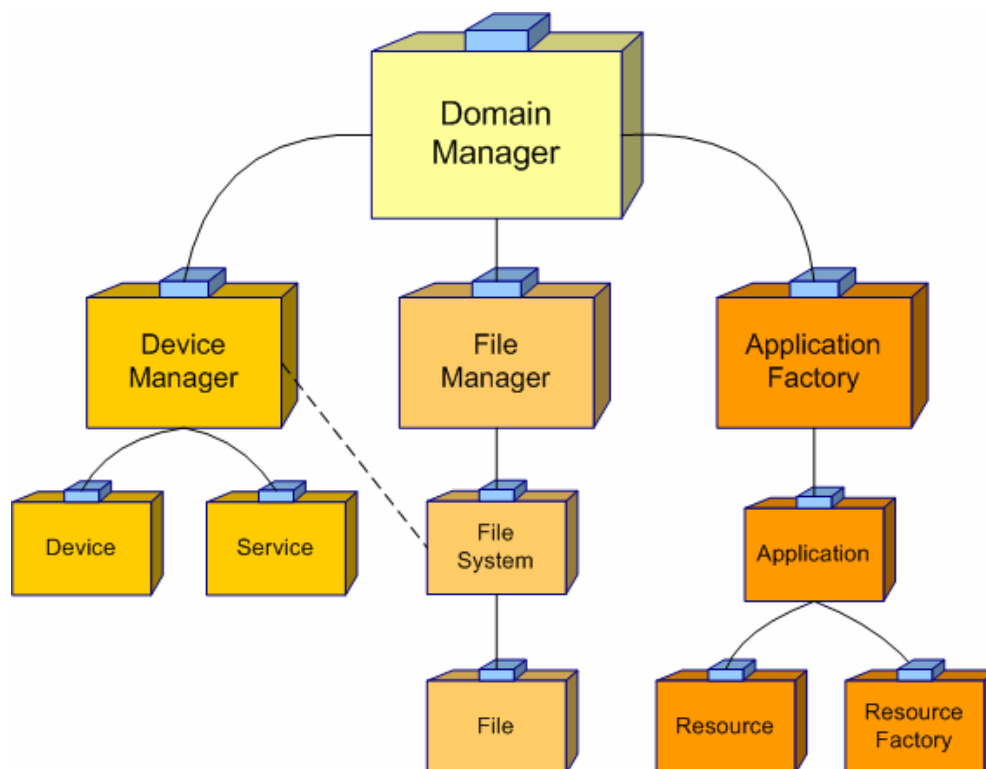 Domain
Manager
Device
Manager
File
Manager
Application
Factory
Device
Service
File
System
Application
File
Resource
Resource
Factory